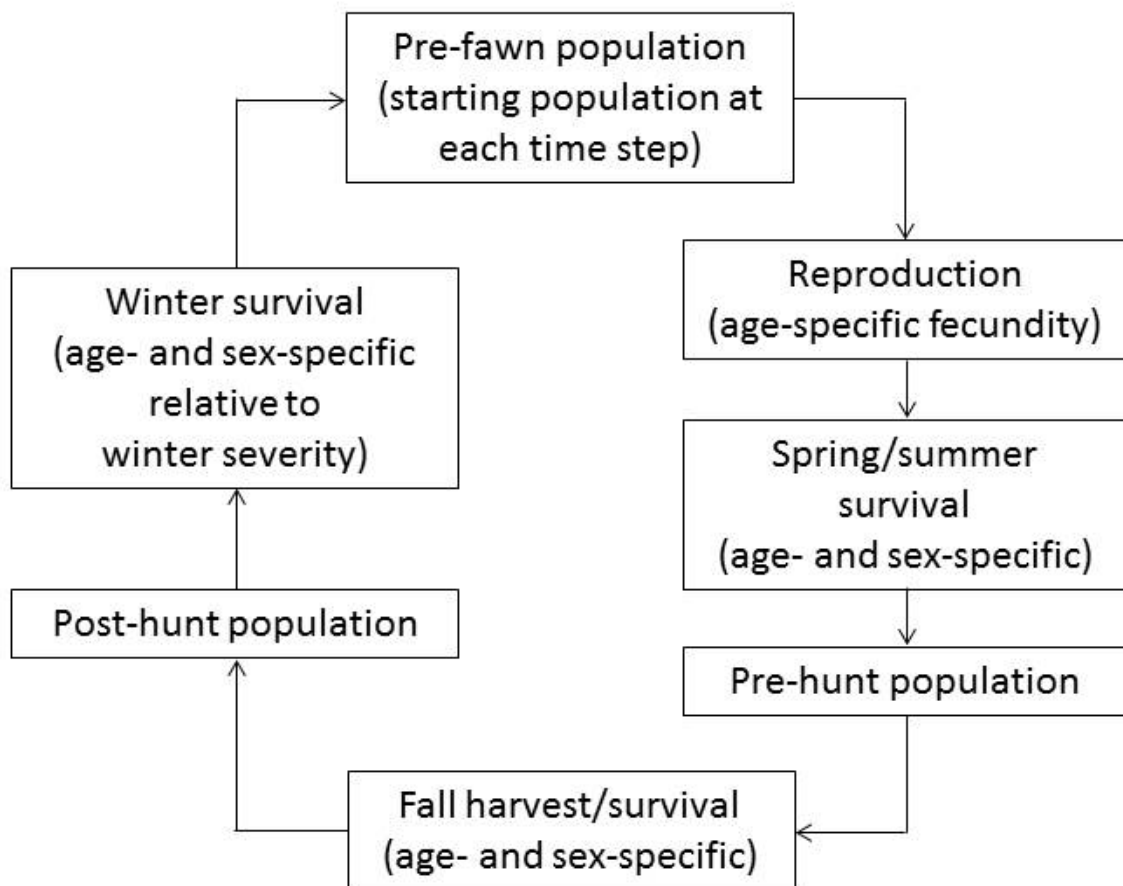 Pre-fawn population
(starting population at
each time step)
Reproduction
(age-specific fecundity)
Spring/summer
survival
(age- and sex-specific)
Pre-hunt population
Fall harvest/survival
(age- and sex-specific)
Post-hunt population
Winter survival
(age- and sex-specific
relative to
winter severity)